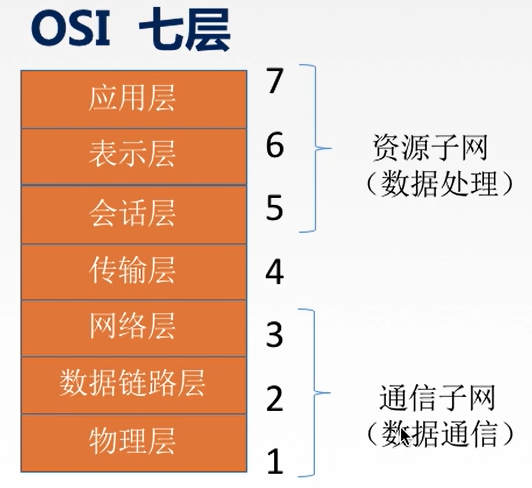 OSI 七层
应用层 7
表示层 6
会话层 5
资源子网
（数据处理）
传输层 4
网络层 3
数据链路层 2
物理层 1
通信子网
（数据通信）